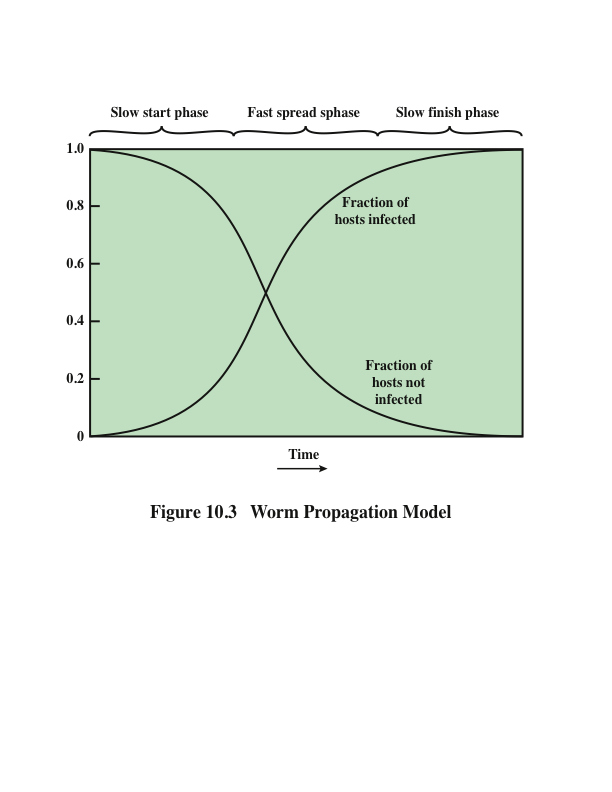 Slow start phase Fast spread sphase Slow finish phase
1.0
0.8
Fraction of
hosts infected
0.6
0.4
Fraction of
hosts not
infected
0.2
0
Time
Figure 10.3 Worm Propagation Model